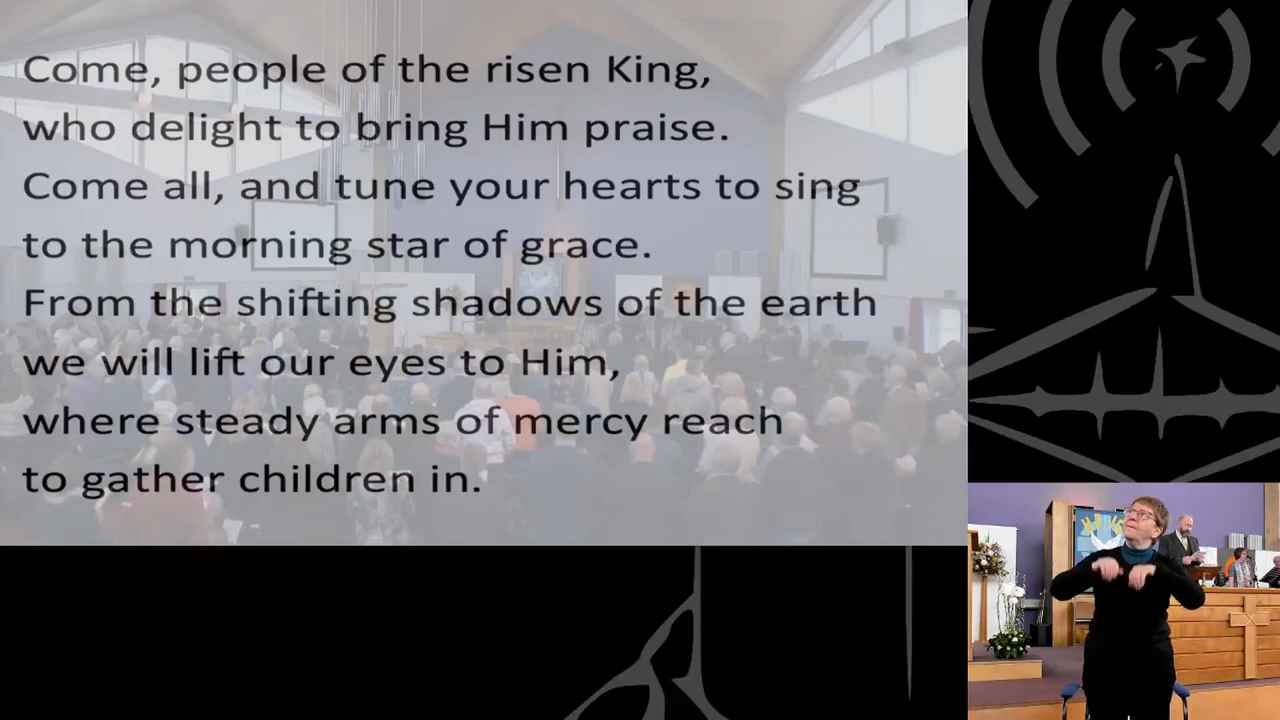 Come, people of the risen King,
who delight to bring Him praise.
Come all, and tune your hearts to sing
to the morning star of grace.
From the shifting shadows of the earth
we will lift our eyes to Him,
where steady arms of mercy reach
to gather children in.